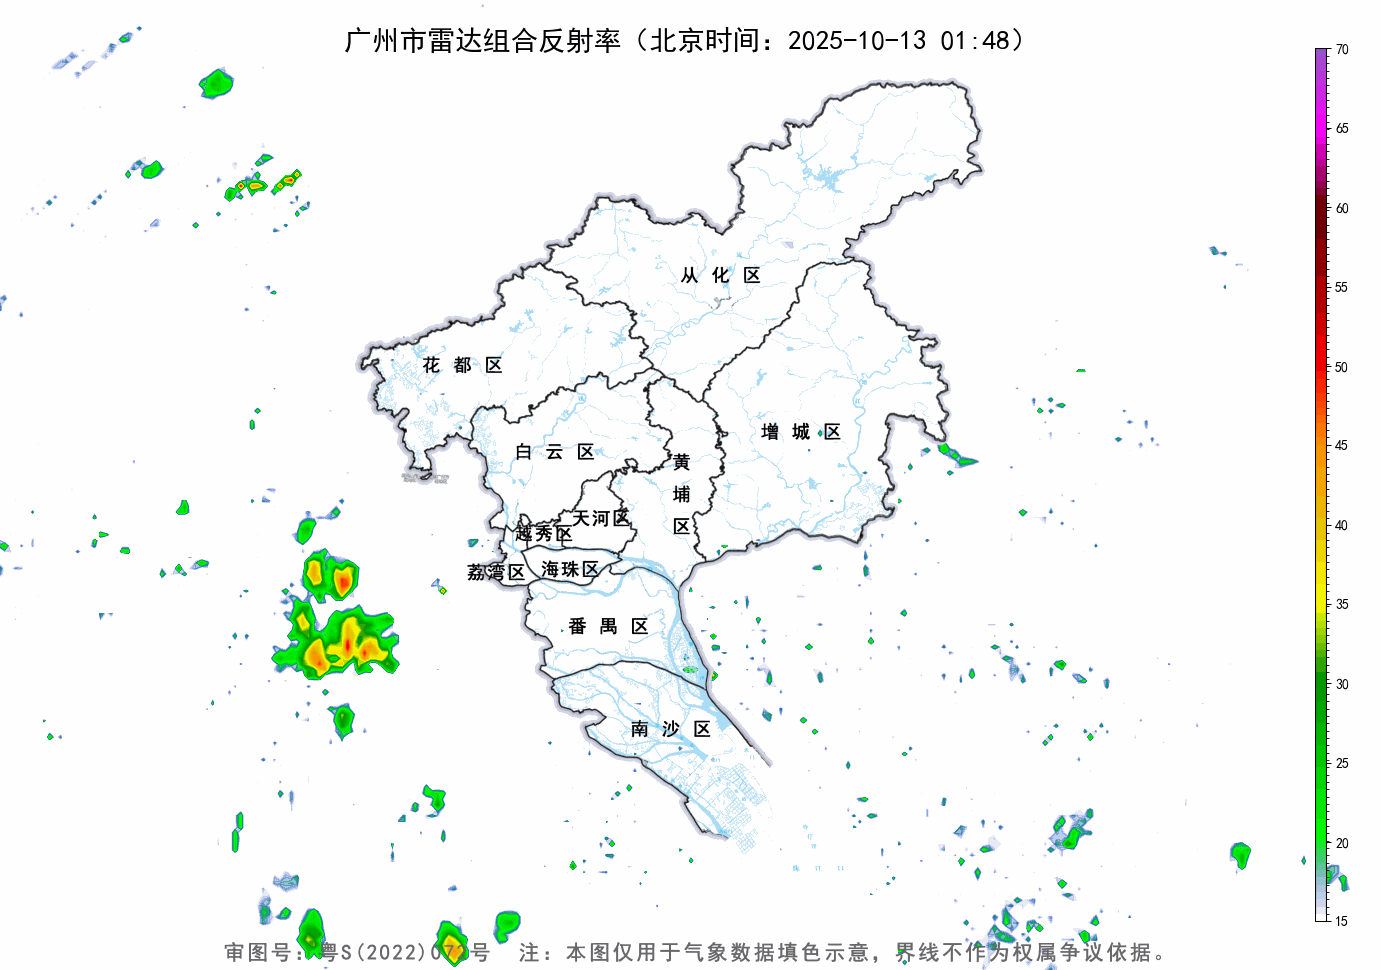 广州市雷达组合反射率（北京时间：2025-10-13 01:48）
70
65
60
55
50
45
40
35
30
25
20
15
从化区
花都区
增城区
白云区
黄埔区
天河区
越秀区
荔湾区
海珠区
番禺区
南沙区
审图号：粤S(2022)073号 注：本图仅用于气象数据填色示意，界线不作为权属争议依据。